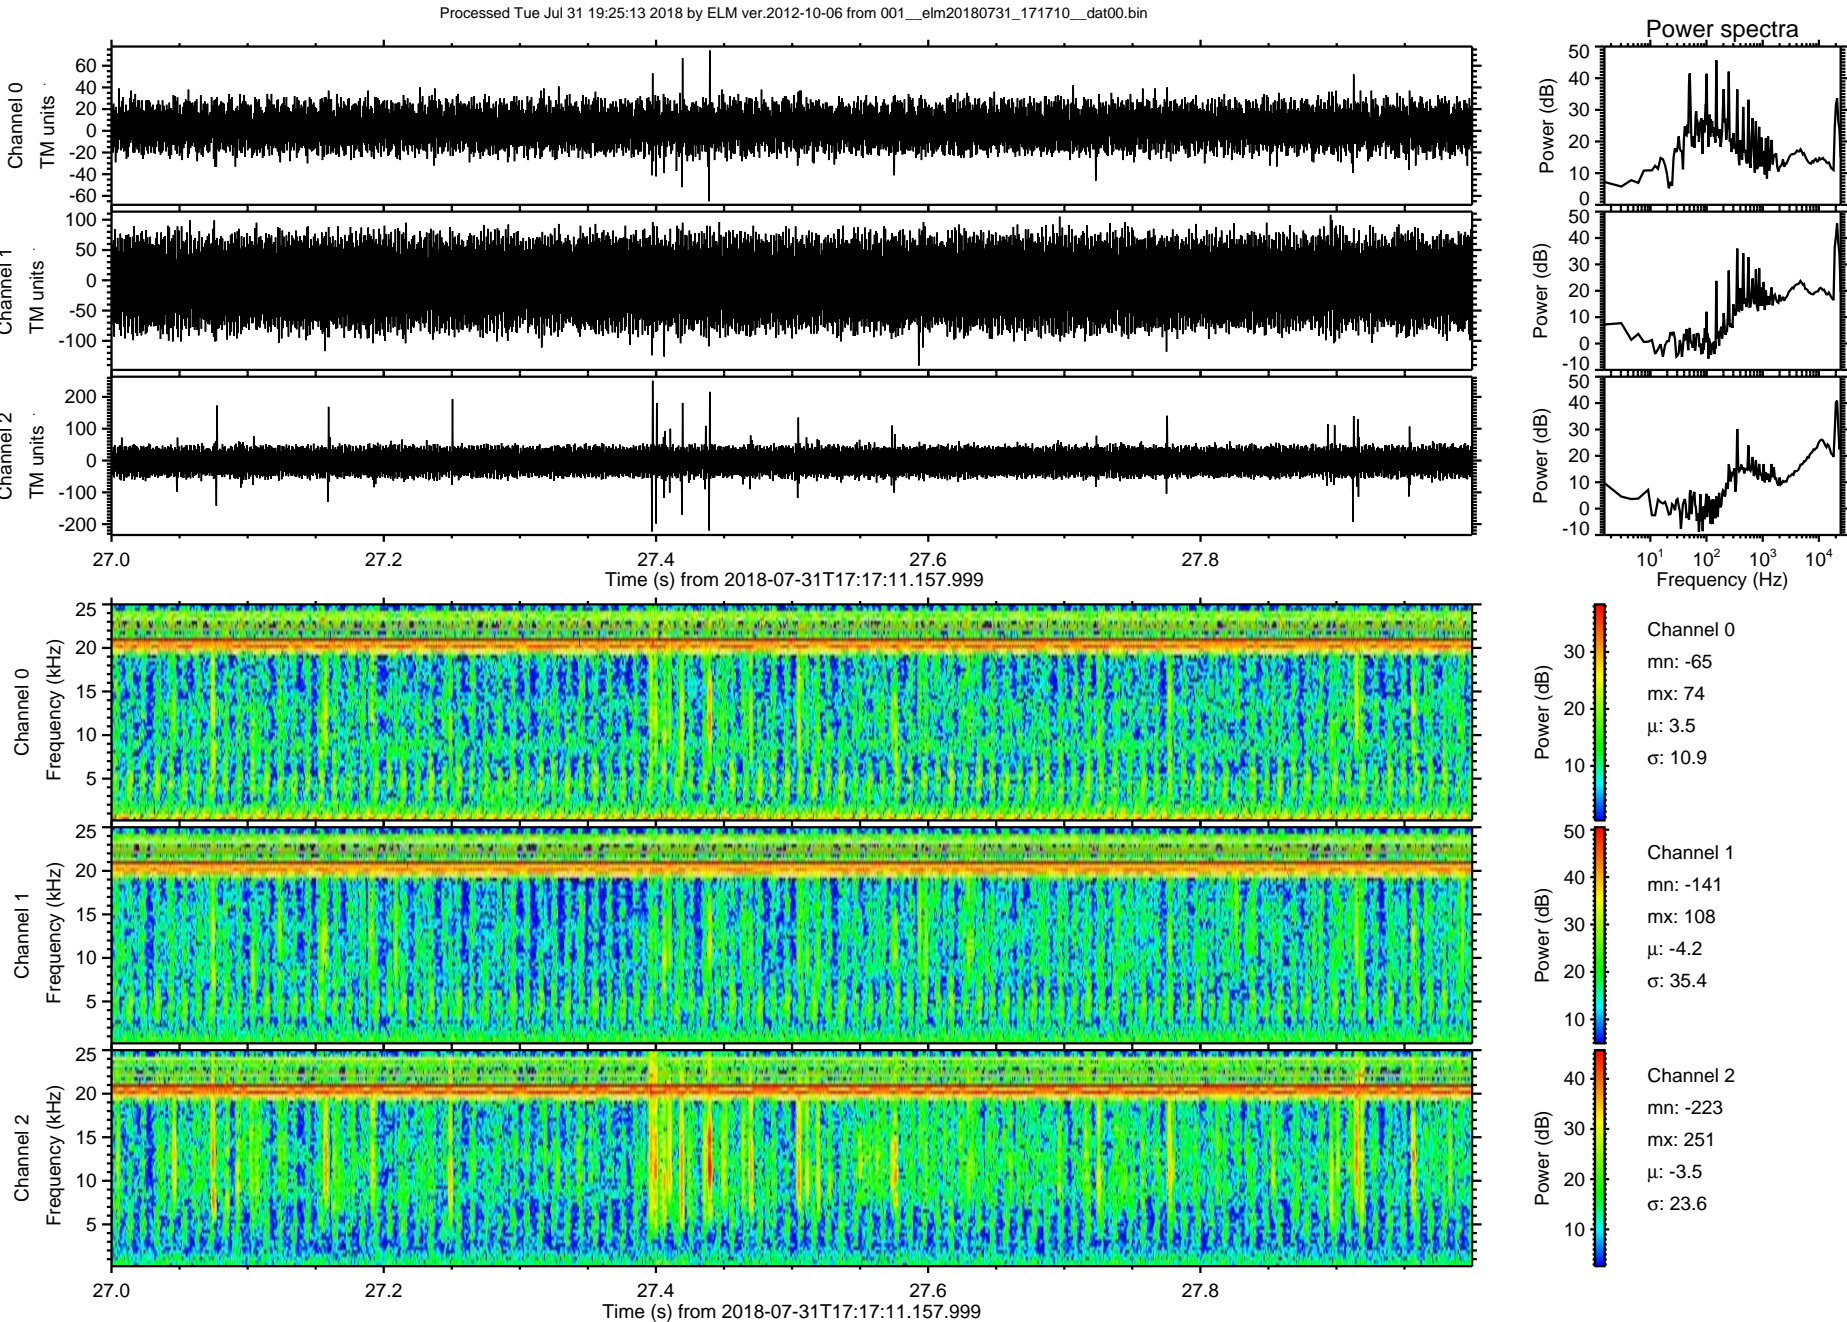 Processed Tue Jul 31 19:25:13 2018 by ELM ver.2012-10-06 from 001__elm20180731_171710__dat00.bin
Power spectra
Channel 0
TM units
60
40
20
0
-20
-40
-60
Power (dB)
50
40
30
20
10
0
Channel 1
TM units
100
50
0
-50
-100
Power (dB)
50
40
30
20
10
0
-10
Channel 2
TM units
200
100
0
-100
-200
Power (dB)
50
40
30
20
10
0
-10
27.0 27.2 27.4 27.6 27.8
Time (s) from 2018-07-31T17:17:11.157.999
10¹ 10² 10³ 10⁴
Frequency (Hz)
Channel 0
Frequency (kHz)
25
20
15
10
5
Power (dB)
30
20
10
Channel 0
mn: -65
mx: 74
μ: 3.5
σ: 10.9
Channel 1
Frequency (kHz)
25
20
15
10
5
Power (dB)
50
40
30
20
10
Channel 1
mn: -141
mx: 108
μ: -4.2
σ: 35.4
Channel 2
Frequency (kHz)
25
20
15
10
5
Power (dB)
40
30
20
10
Channel 2
mn: -223
mx: 251
μ: -3.5
σ: 23.6
27.0 27.2 27.4 27.6 27.8
Time (s) from 2018-07-31T17:17:11.157.999